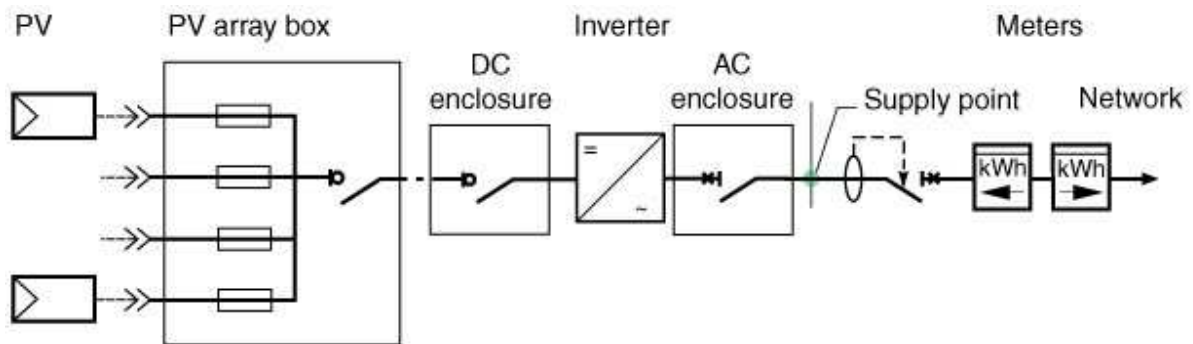 PV
PV array box
Inverter
Meters
DC
enclosure
AC
enclosure
Supply point
Network
=
~
kWh
kWh